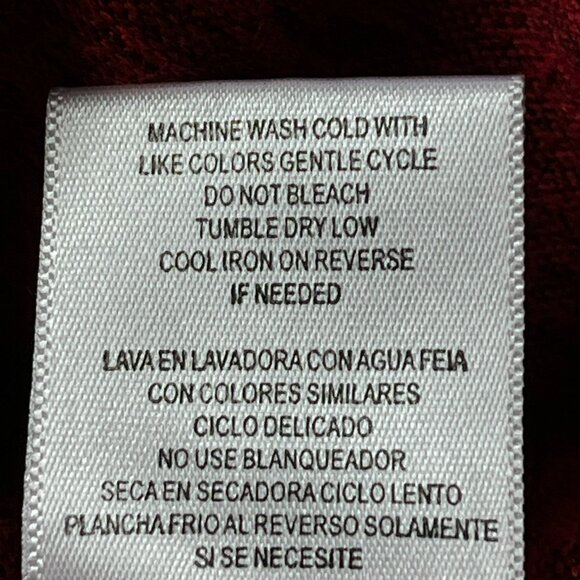 MACHINE WASH COLD WITH
LIKE COLORS GENTLE CYCLE
DO NOT BLEACH
TUMBLE DRY LOW
COOL IRON ON REVERSE
IF NEEDED
LAVA EN LAVADORA CON AGUA FEIA
CON COLORES SIMILARES
CICLO DELICADO
NO USE BLANQUEADOR
SECA EN SECADORA CICLO LENTO
PLANCHA FRIO AL REVERSO SOLAMENTE
SI SE NECESITE